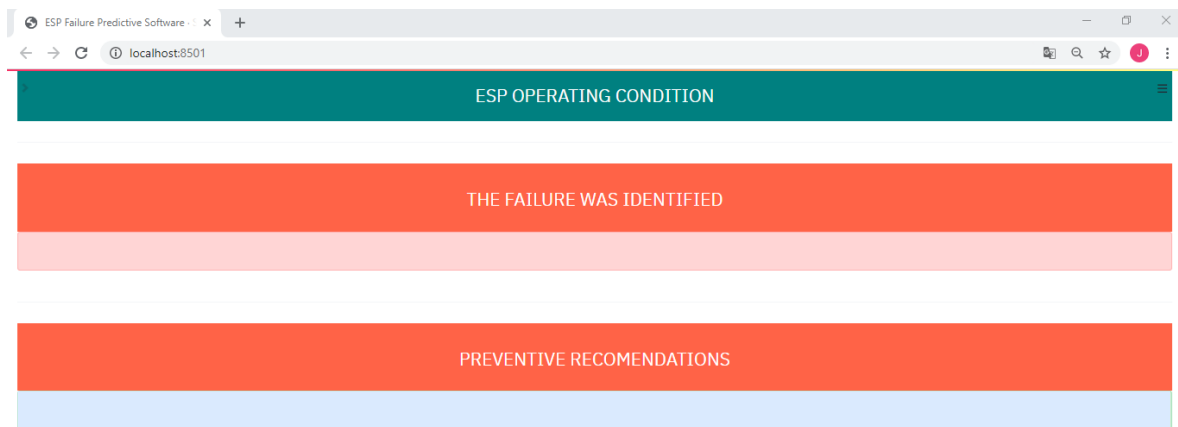 ESP Failure Predictive Software ·
localhost:8501
J
ESP OPERATING CONDITION
THE FAILURE WAS IDENTIFIED
PREVENTIVE RECOMENDATIONS